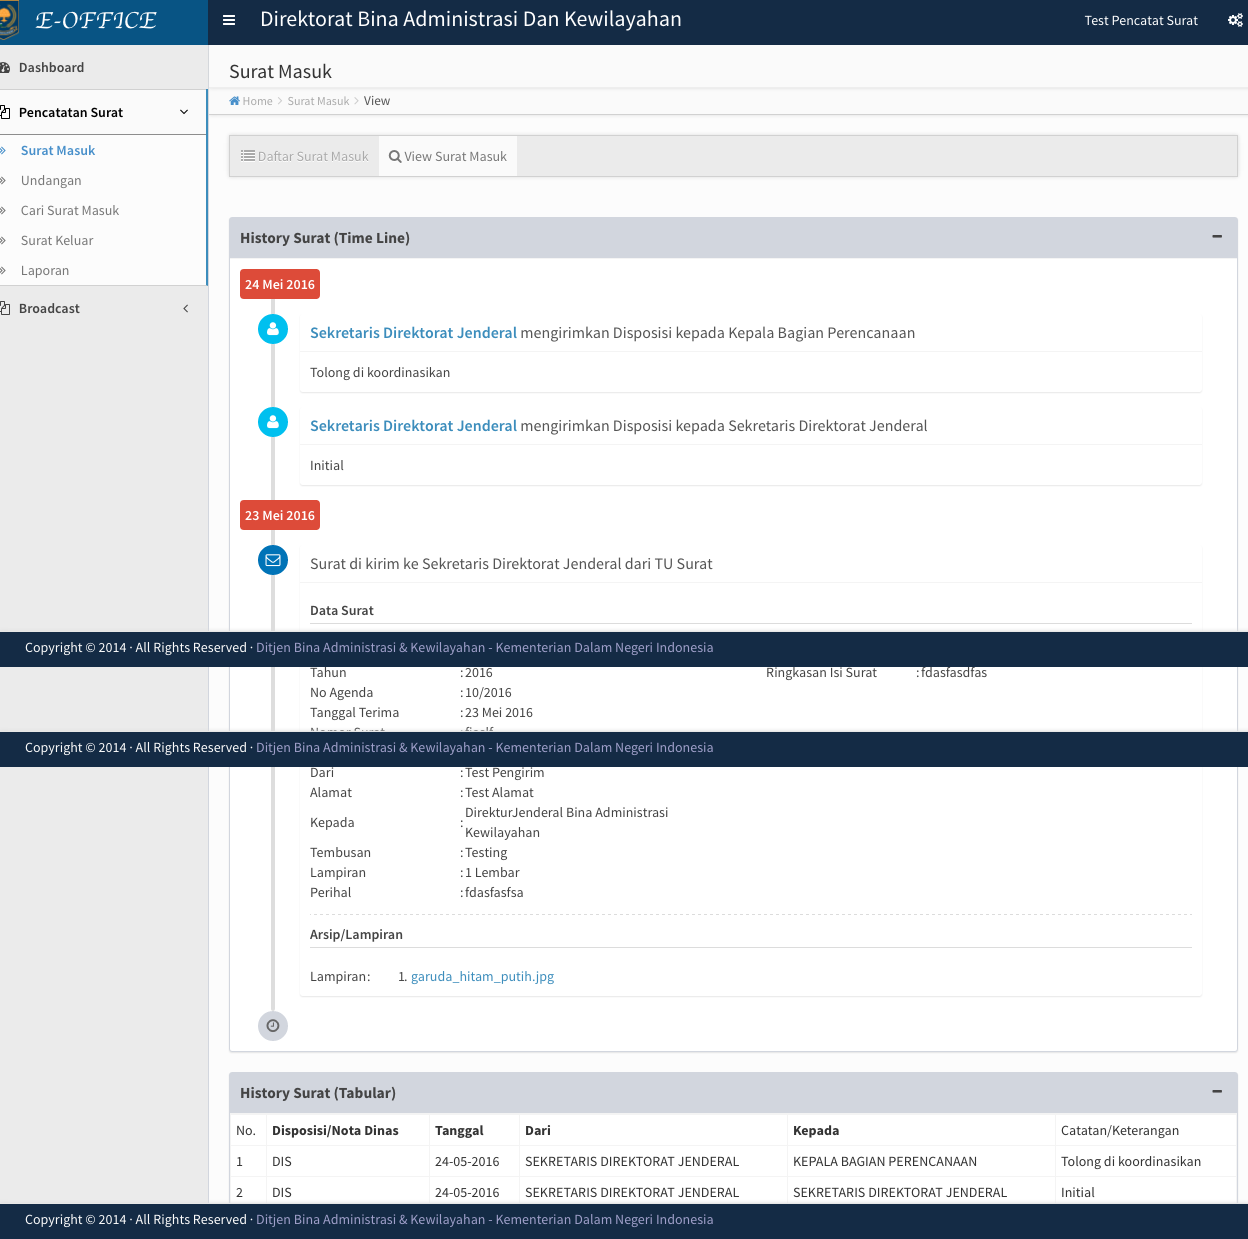 E-OFFICE
Direktorat Bina Administrasi Dan Kewilayahan
Test Pencatat Surat
Dashboard
Pencatatan Surat
Surat Masuk
Undangan
Cari Surat Masuk
Surat Keluar
Laporan
Broadcast
Surat Masuk
Home > Surat Masuk > View
Daftar Surat Masuk View Surat Masuk
History Surat (Time Line)
24 Mei 2016
Sekretaris Direktorat Jenderal mengirimkan Disposisi kepada Kepala Bagian Perencanaan
Tolong di koordinasikan
Sekretaris Direktorat Jenderal mengirimkan Disposisi kepada Sekretaris Direktorat Jenderal
Initial
23 Mei 2016
Surat di kirim ke Sekretaris Direktorat Jenderal dari TU Surat
Data Surat
Copyright © 2014 · All Rights Reserved · Ditjen Bina Administrasi & Kewilayahan - Kementerian Dalam Negeri Indonesia
Tahun : 2016 Ringkasan Isi Surat : fdasfasdfas
No Agenda : 10/2016
Tanggal Terima : 23 Mei 2016
Copyright © 2014 · All Rights Reserved · Ditjen Bina Administrasi & Kewilayahan - Kementerian Dalam Negeri Indonesia
Dari : Test Pengirim
Alamat : Test Alamat
Kepada : DirekturJenderal Bina Administrasi
Kewilayahan
Tembusan : Testing
Lampiran : 1 Lembar
Perihal : fdasfasfsa
Arsip/Lampiran
Lampiran : 1. garuda_hitam_putih.jpg
History Surat (Tabular)
No. Disposisi/Nota Dinas Tanggal Dari Kepada Catatan/Keterangan
1 DIS 24-05-2016 SEKRETARIS DIREKTORAT JENDERAL KEPALA BAGIAN PERENCANAAN Tolong di koordinasikan
2 DIS 24-05-2016 SEKRETARIS DIREKTORAT JENDERAL SEKRETARIS DIREKTORAT JENDERAL Initial
Copyright © 2014 · All Rights Reserved · Ditjen Bina Administrasi & Kewilayahan - Kementerian Dalam Negeri Indonesia